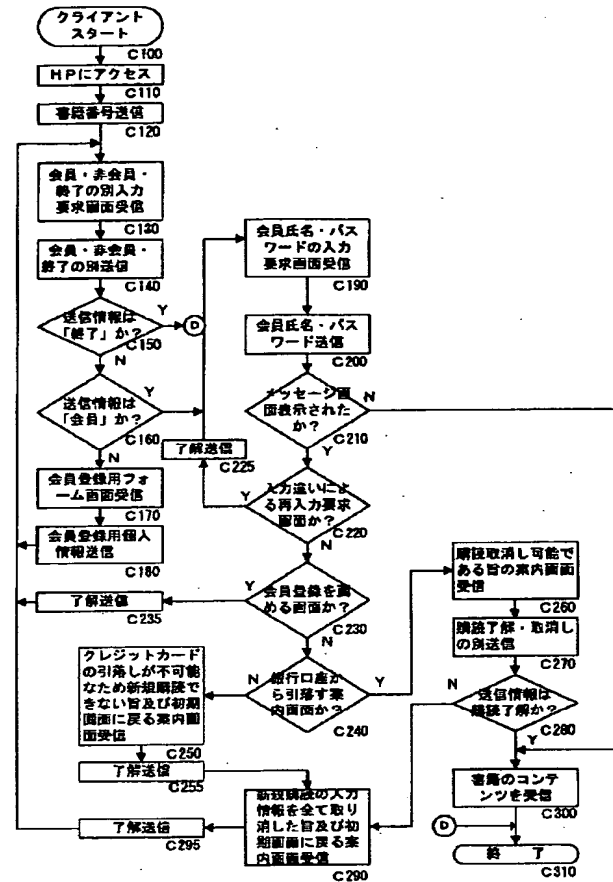 クライアント
スタート
C100
HPにアクセス
C110
書籍番号送信
C120
会員・非会員・
終了の別入力
要求画面受信
C130
会員・非会員・
終了の別送信
C140
送信情報は
「終了」か?
C150
Y
D
N
送信情報は
「会員」か?
C160
Y
N
会員登録用フォ
ーム画面受信
C170
会員登録用個人
情報送信
C180
会員氏名・パス
ワードの入力
要求画面受信
C190
会員氏名・パス
ワード送信
C200
メッセージ画
面表示された
か?
C210
N
Y
了解送信
C225
入力違いによ
る再入力要求
画面か?
C220
Y
N
会員登録を薦
める画面か?
C230
Y
了解送信
C235
N
銀行口座か
ら引落す案
内画面か?
C240
N
Y
クレジットカード
の引落しが不可能
なため新規購読で
きない旨及び初期
画面に戻る案内画
面受信
C250
了解送信
C255
購読取消し可能で
ある旨の案内画面
受信
C260
購読了解・取消し
の別送信
C270
送信情報は
購読了解か?
C280
N
Y
新規購読の入力
情報を全て取り
消した旨及び初
期画面に戻る案
内画面受信
C290
了解送信
C295
書籍のコンテ
ンツを受信
C300
D
終 了
C310